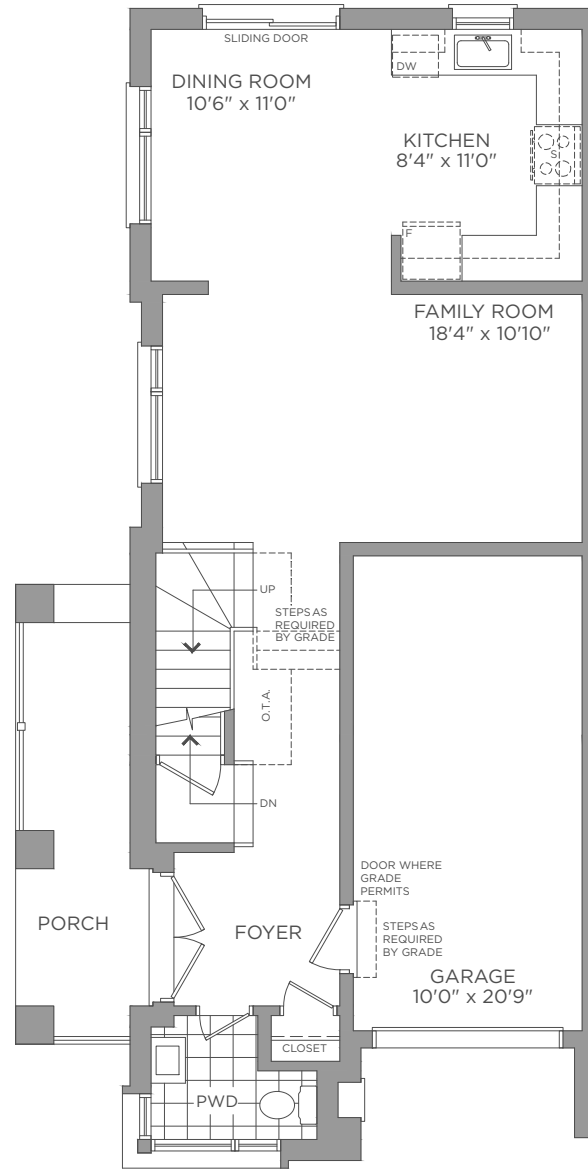 SLIDING DOOR
DINING ROOM
10'6" x 11'0"
DW
KITCHEN
8'4" x 11'0"
S
F
FAMILY ROOM
18'4" x 10'10"
UP
STEPS AS
REQUIRED
BY GRADE
O.T.A.
DN
DOOR WHERE
GRADE
PERMITS
PORCH
FOYER
STEPS AS
REQUIRED
BY GRADE
GARAGE
10'0" x 20'9"
CLOSET
PWD